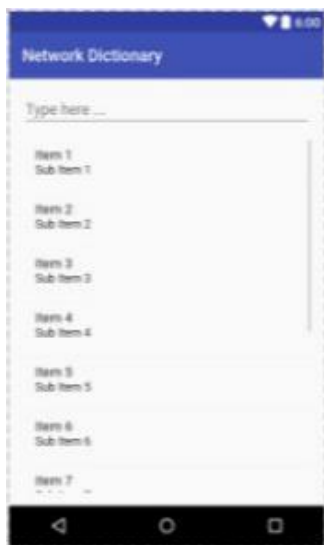 6:00
Network Dictionary
Type here ...
Item 1
Sub Item 1
Item 2
Sub Item 2
Item 3
Sub Item 3
Item 4
Sub Item 4
Item 5
Sub Item 5
Item 6
Sub Item 6
Item 7